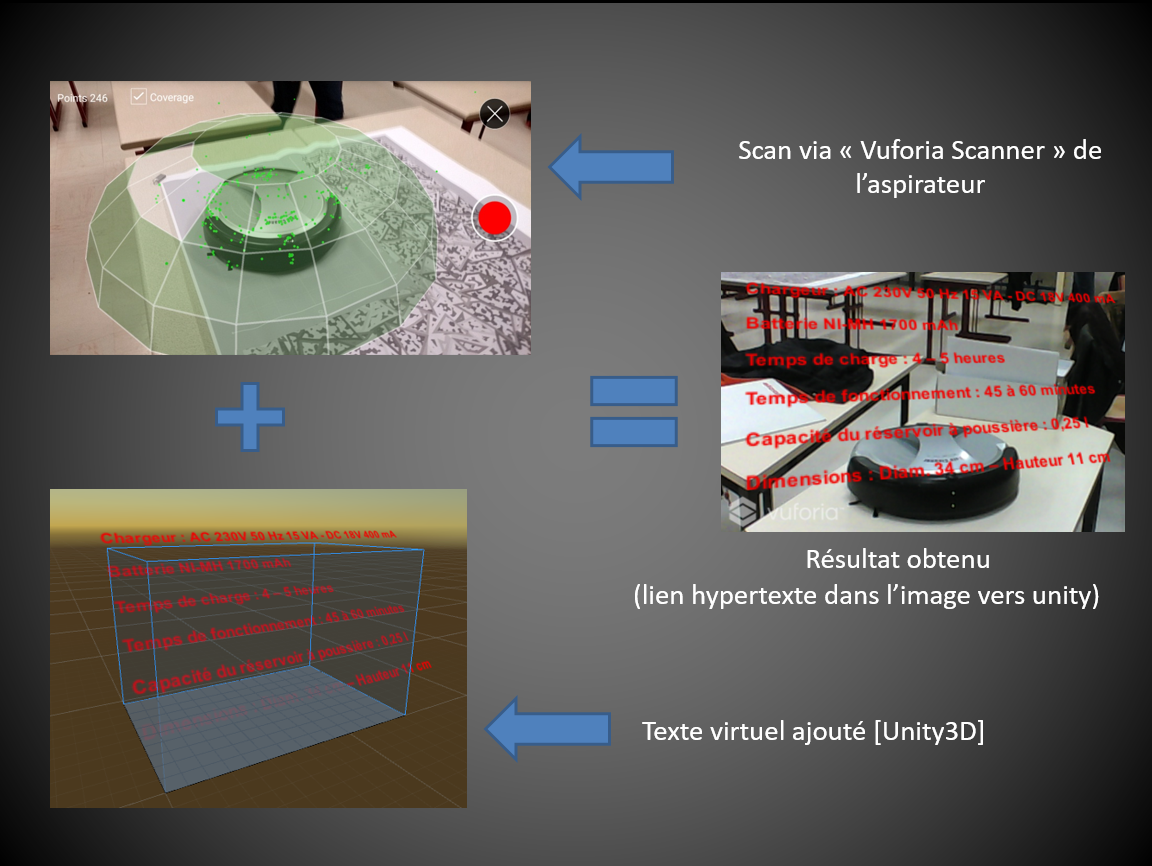 Points 246
Coverage
Scan via « Vuforia Scanner » de
l’aspirateur
Chargeur : AC 230V 50 Hz 15 VA - DC 18V 400 mA
Batterie NI-MH 1700 mAh
Temps de charge : 4 – 5 heures
Temps de fonctionnement : 45 à 60 minutes
Capacité du réservoir à poussière : 0,25 l
Dimensions : Diam. 34 cm – Hauteur 11 cm
vuforia
Résultat obtenu
(lien hypertexte dans l’image vers unity)
Chargeur : AC 230V 50 Hz 15 VA - DC 18V 400 mA
Batterie NI-MH 1700 mAh
Temps de charge : 4 – 5 heures
Temps de fonctionnement : 45 à 60 minutes
Capacité du réservoir à poussière : 0,25 l
– Hauteur 11 cm
Texte virtuel ajouté [Unity3D]